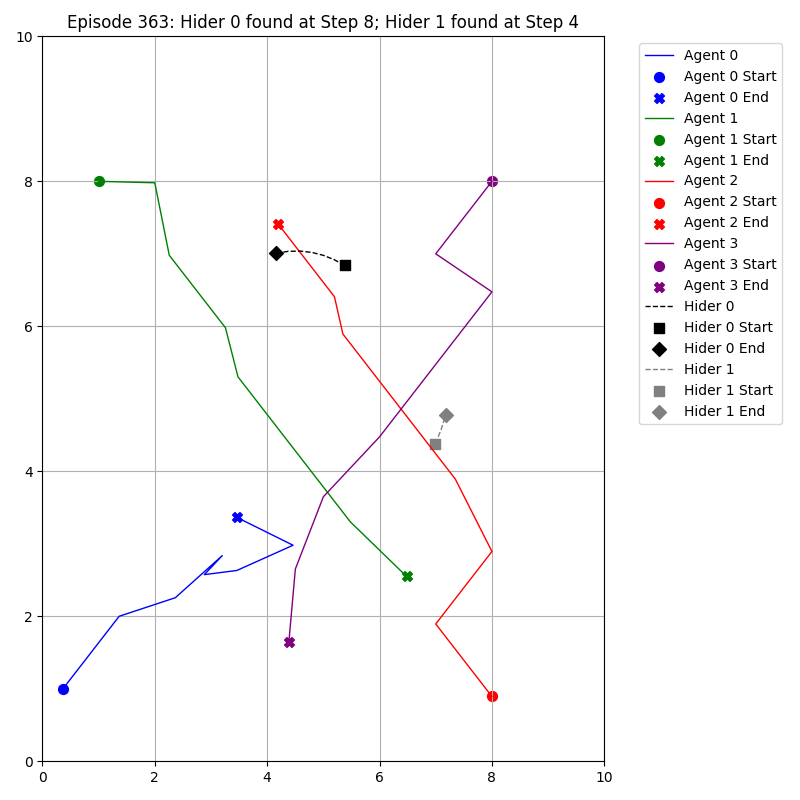 Episode 363: Hider 0 found at Step 8; Hider 1 found at Step 4
10
8
6
4
2
0
0
2
4
6
8
10
Agent 0
Agent 0 Start
Agent 0 End
Agent 1
Agent 1 Start
Agent 1 End
Agent 2
Agent 2 Start
Agent 2 End
Agent 3
Agent 3 Start
Agent 3 End
Hider 0
Hider 0 Start
Hider 0 End
Hider 1
Hider 1 Start
Hider 1 End